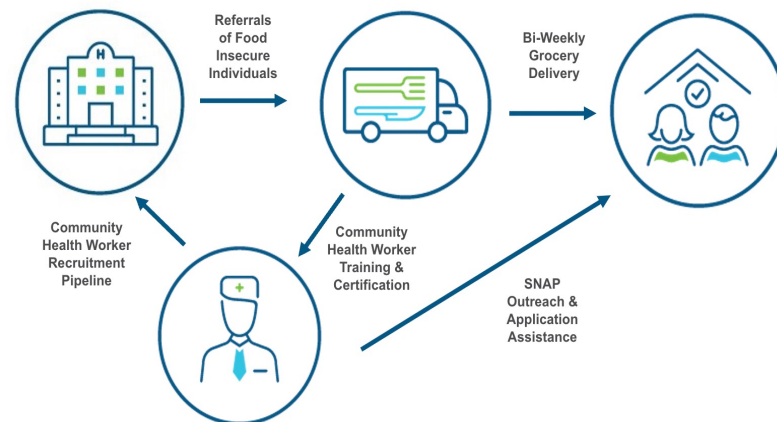 Referrals
of Food
Insecure
Individuals
Bi-Weekly
Grocery
Delivery
H
Community
Health Worker
Recruitment
Pipeline
Community
Health Worker
Training &
Certification
SNAP
Outreach &
Application
Assistance